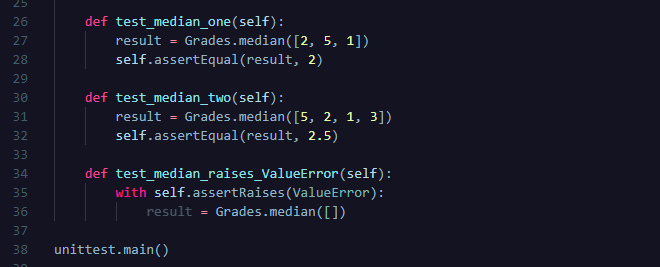 25
26 def test_median_one(self):
27 result = Grades.median([2, 5, 1])
28 self.assertEqual(result, 2)
29
30 def test_median_two(self):
31 result = Grades.median([5, 2, 1, 3])
32 self.assertEqual(result, 2.5)
33
34 def test_median_raises_ValueError(self):
35 with self.assertRaises(ValueError):
36 result = Grades.median([])
37
38 unittest.main()
39